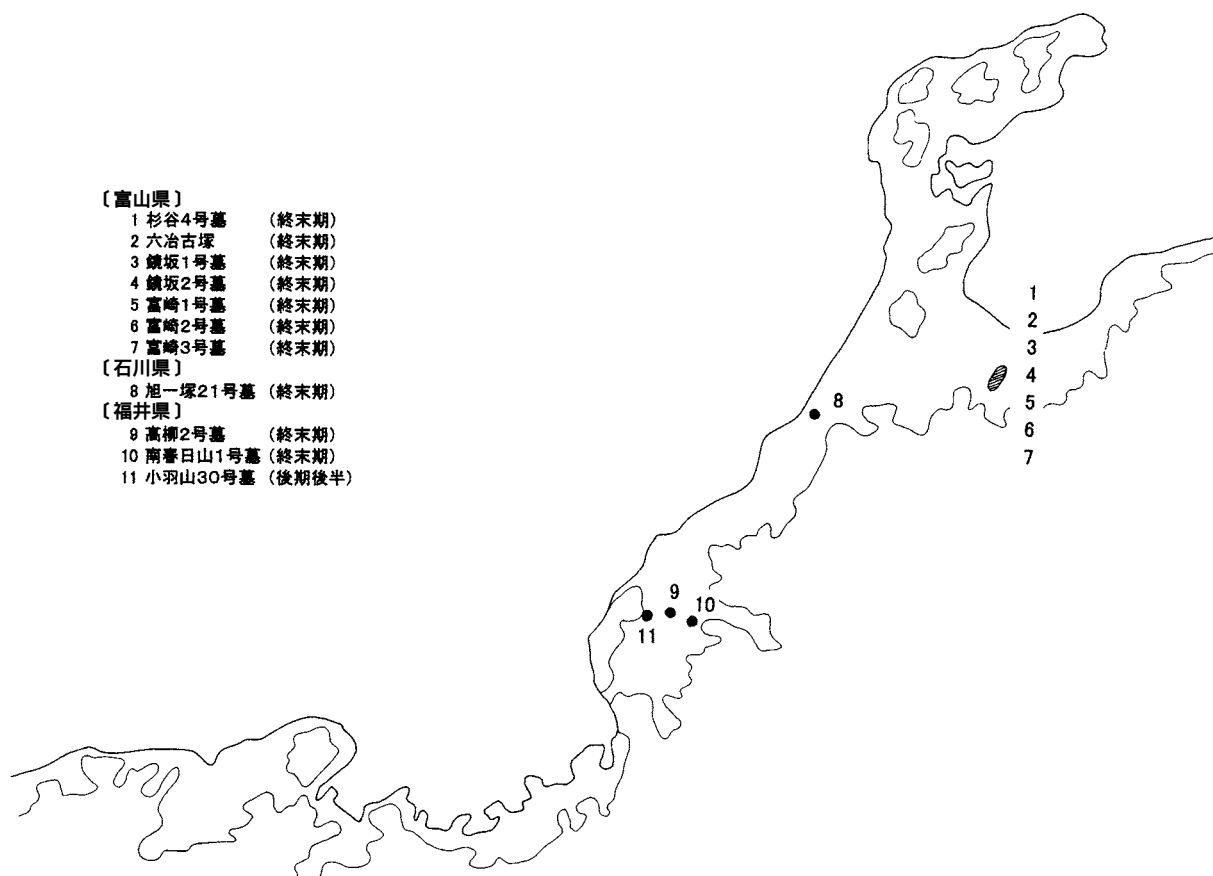 〔富山県〕
1 杉谷4号墓 (終末期)
2 六治古塚 (終末期)
3 鏡坂1号墓 (終末期)
4 鏡坂2号墓 (終末期)
5 富崎1号墓 (終末期)
6 富崎2号墓 (終末期)
7 富崎3号墓 (終末期)
〔石川県〕
8 旭一塚21号墓 (終末期)
〔福井県〕
9 高柳2号墓 (終末期)
10 南春日山1号墓 (終末期)
11 小羽山30号墓 (後期後半)
1
2
3
4
5
6
7
8
9
10
11